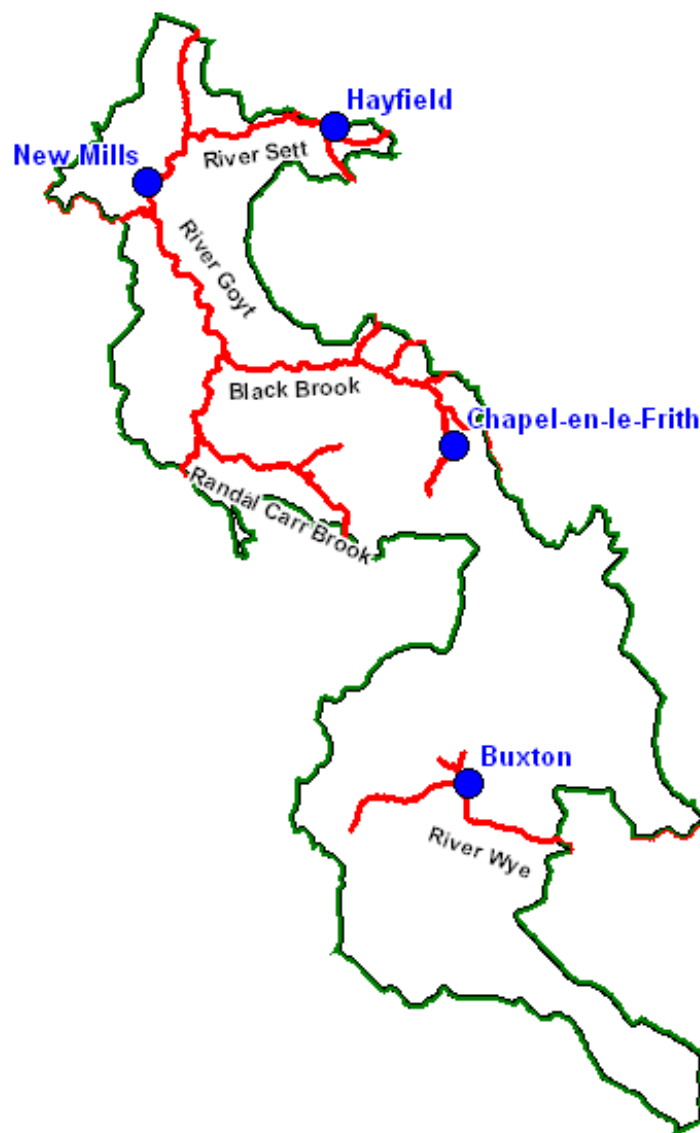 Hayfield
New Mills
River Sett
River Goyt
Black Brook
Chapel-en-le-Frith
Randal Carr Brook
Buxton
River Wye